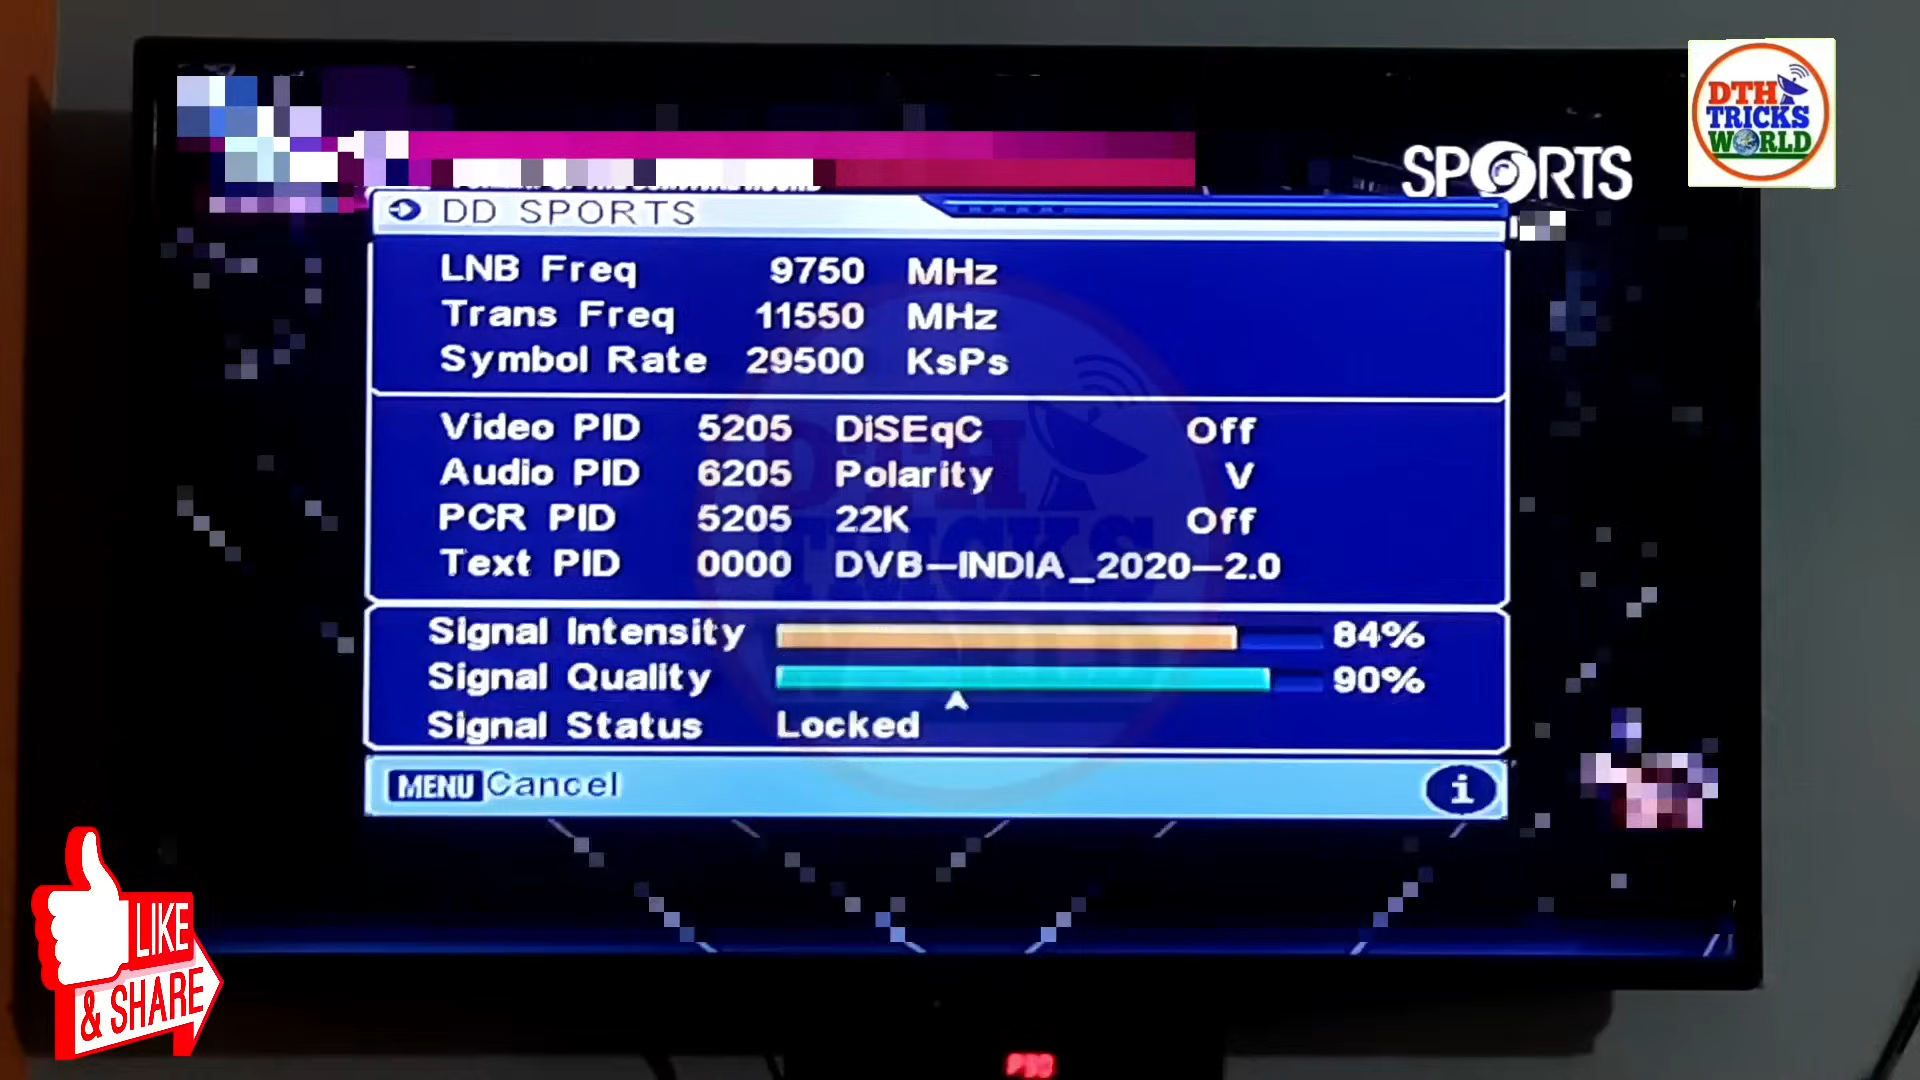 DTH
TRICKS
WORLD
SPORTS
DD SPORTS
LNB Freq 9750 MHz
Trans Freq 11550 MHz
Symbol Rate 29500 KsPs
Video PID 5205 DiSEqC Off
Audio PID 6205 Polarity V
PCR PID 5205 22K Off
Text PID 0000 DVB-INDIA_2020-2.0
Signal Intensity 84%
Signal Quality 90%
Signal Status Locked
MENU Cancel i
LIKE
& SHARE